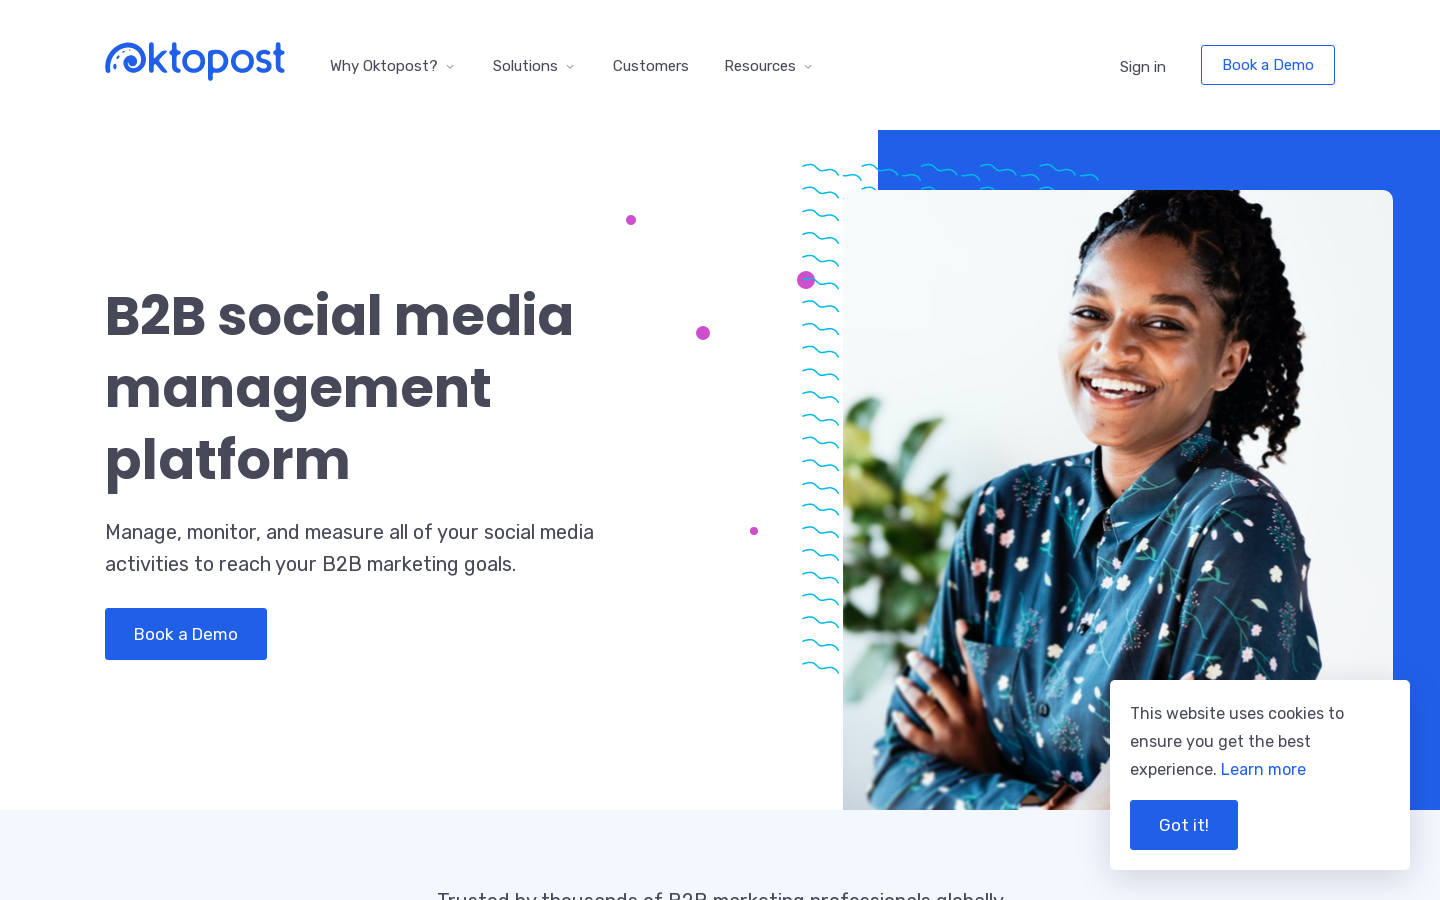 Oktopost
Why Oktopost?
Solutions
Customers
Resources
Sign in
Book a Demo
B2B social media
management
platform
Manage, monitor, and measure all of your social media
activities to reach your B2B marketing goals.
Book a Demo
This website uses cookies to
ensure you get the best
experience. Learn more
Got it!
Trusted by thousands of B2B marketing professionals globally